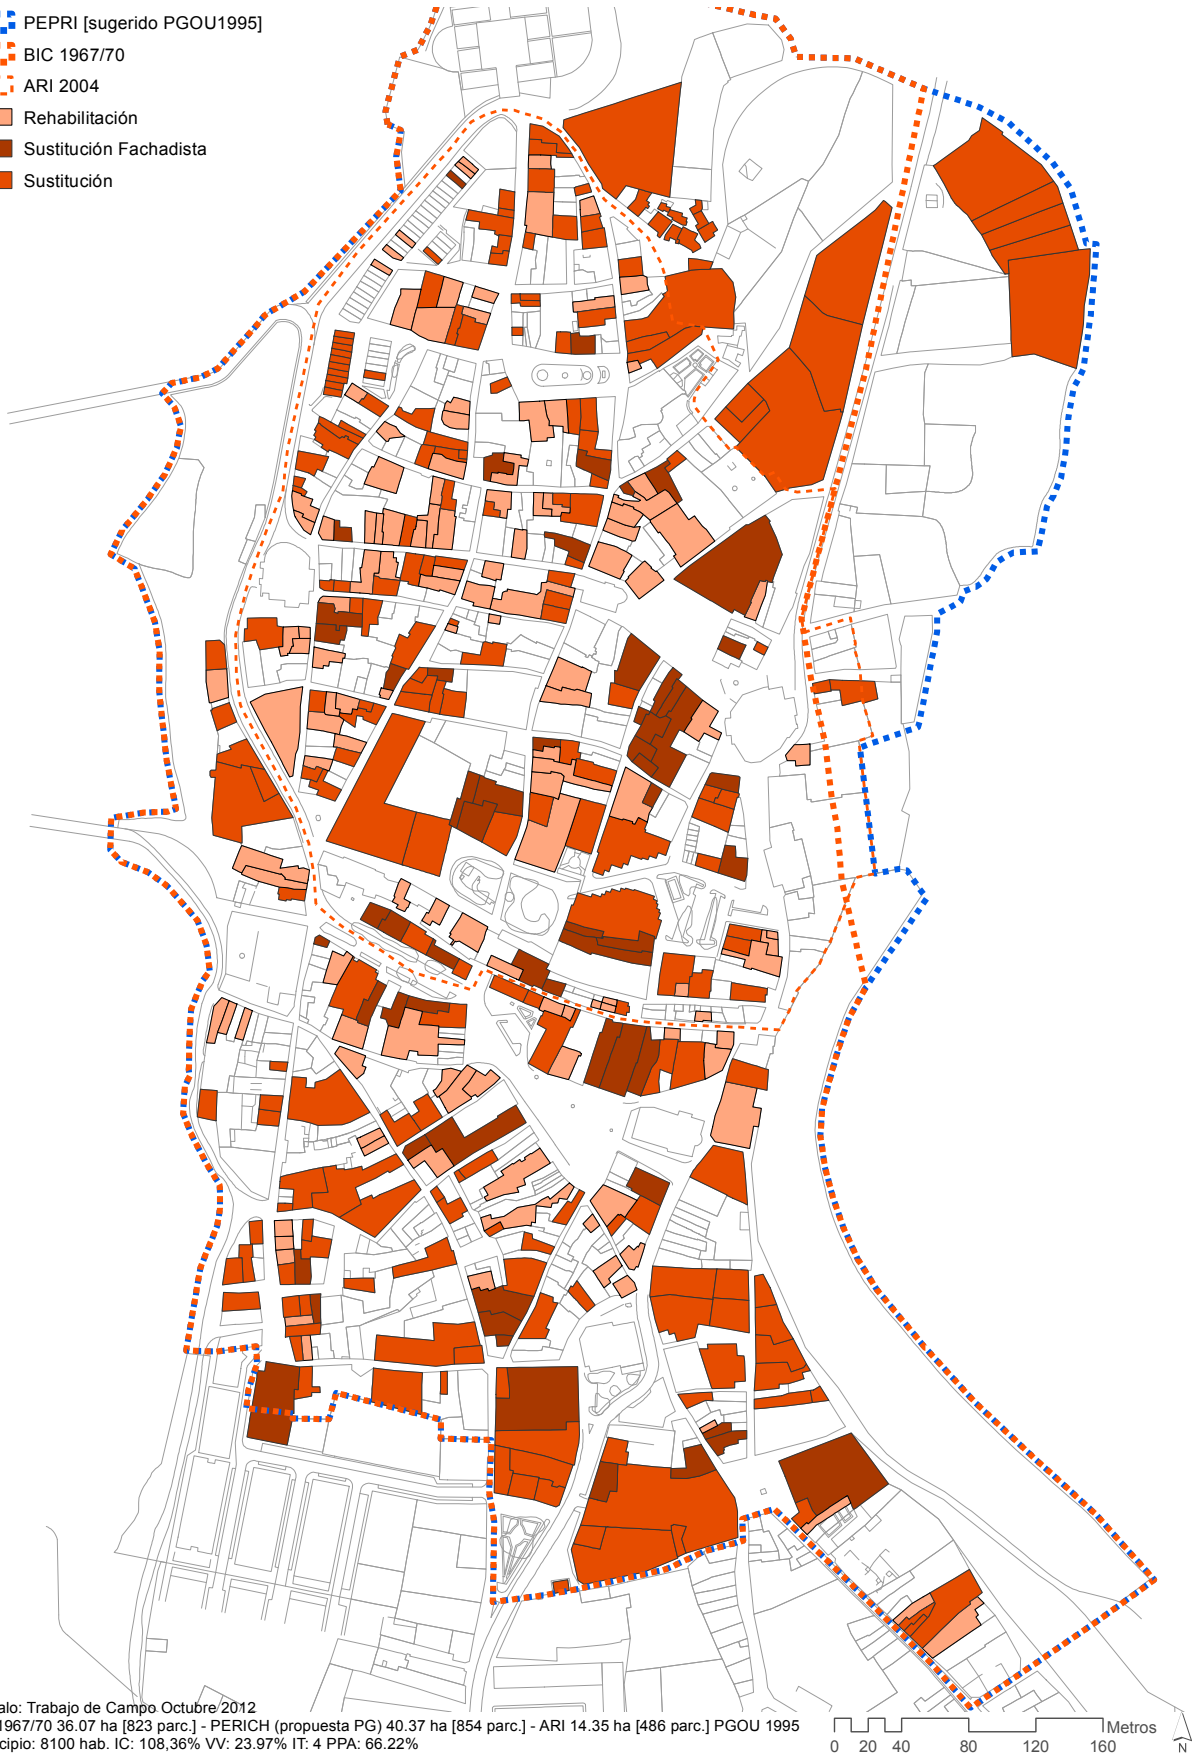 PEPRI [sugerido PGOU1995]
BIC 1967/70
ARI 2004
Rehabilitación
Sustitución Fachadista
Sustitución
alo: Trabajo de Campo Octubre 2012
1967/70 36.07 ha [823 parc.] - PERICH (propuesta PG) 40.37 ha [854 parc.] - ARI 14.35 ha [486 parc.] PGOU 1995
cipio: 8100 hab. IC: 108,36% VV: 23.97% IT: 4 PPA: 66.22%
Metros
0 20 40 80 120 160
N